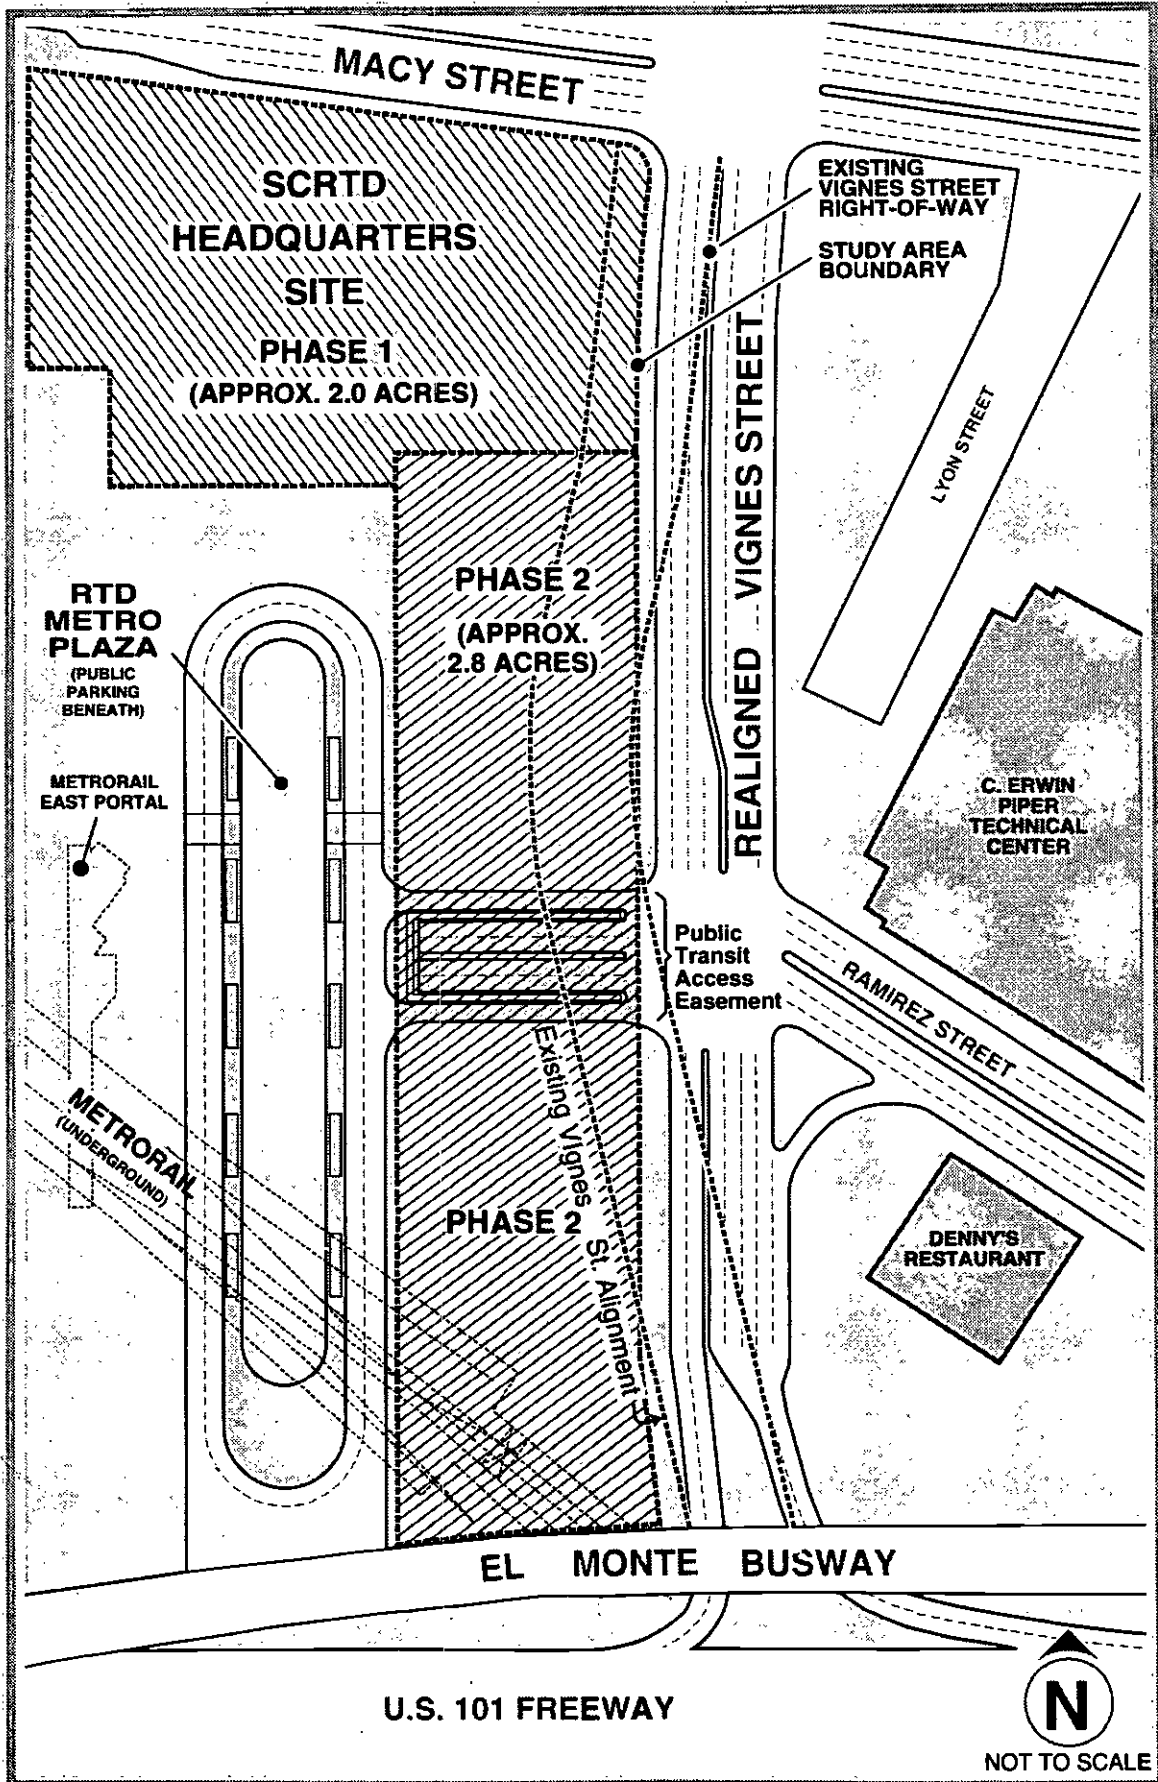 MACY STREET
SCRTD
HEADQUARTERS
SITE
PHASE 1
(APPROX. 2.0 ACRES)
EXISTING
VIGNES STREET
RIGHT-OF-WAY
STUDY AREA
BOUNDARY
REALIGNED VIGNES STREET
LYON STREET
PHASE 2
(APPROX.
2.8 ACRES)
RTD
METRO
PLAZA
(PUBLIC
PARKING
BENEATH)
METRORAIL
EAST PORTAL
C. ERWIN
PIPER
TECHNICAL
CENTER
Public
Transit
Access
Easement
RAMIREZ STREET
Existing Vignes St. Alignment
METRORAIL
(UNDERGROUND)
PHASE 2
DENNY'S
RESTAURANT
EL MONTE BUSWAY
U.S. 101 FREEWAY
N
NOT TO SCALE